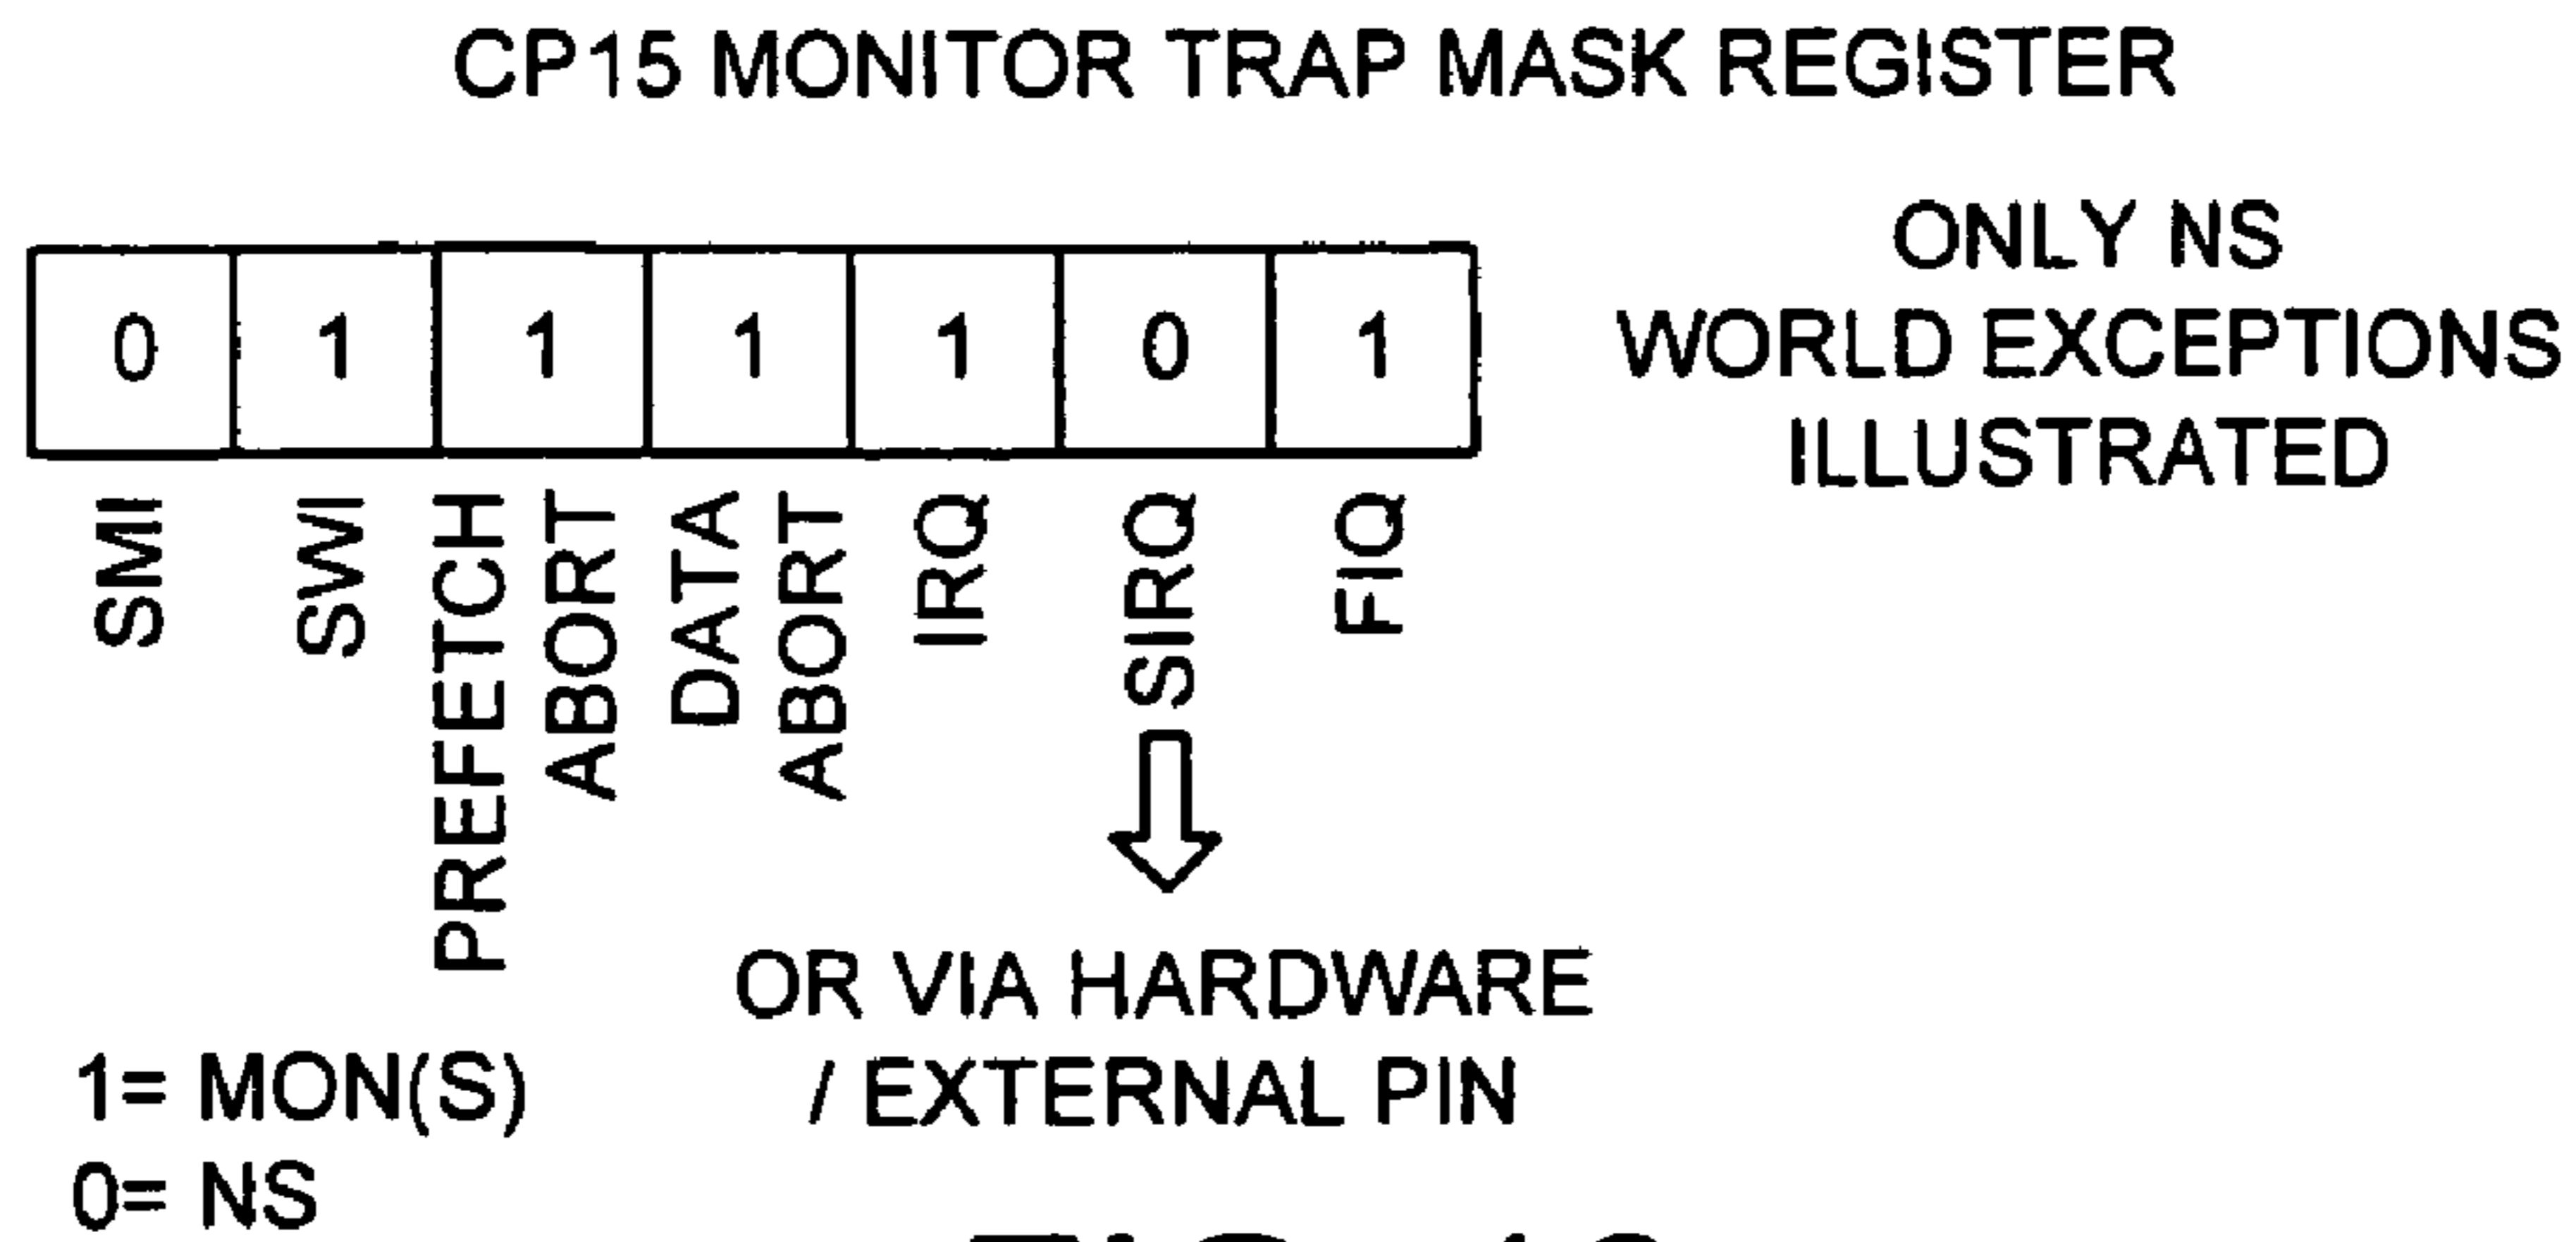 CP15 MONITOR TRAP MASK REGISTER
ONLY NS
WORLD EXCEPTIONS
ILLUSTRATED
0 1 1 1 1 0 1
SMI
SWI
PREFETCH
ABORT
DATA
ABORT
IRQ
SIRQ
FIQ
OR VIA HARDWARE
/ EXTERNAL PIN
1= MON(S)
0= NS